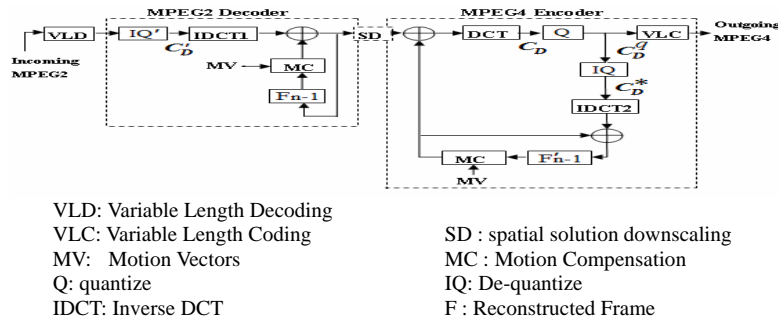 MPEG2 Decoder
MPEG4 Encoder
VLD
IQ'
C'D
IDCT1
SD
DCT
CD
Q
CDq
VLC
Outgoing
MPEG4
Incoming
MPEG2
MV
MC
Fn-1
IQ
CD*
IDCT2
MC
F'n-1
MV
VLD: Variable Length Decoding
VLC: Variable Length Coding
SD : spatial solution downscaling
MV: Motion Vectors
MC : Motion Compensation
Q: quantize
IQ: De-quantize
IDCT: Inverse DCT
F : Reconstructed Frame